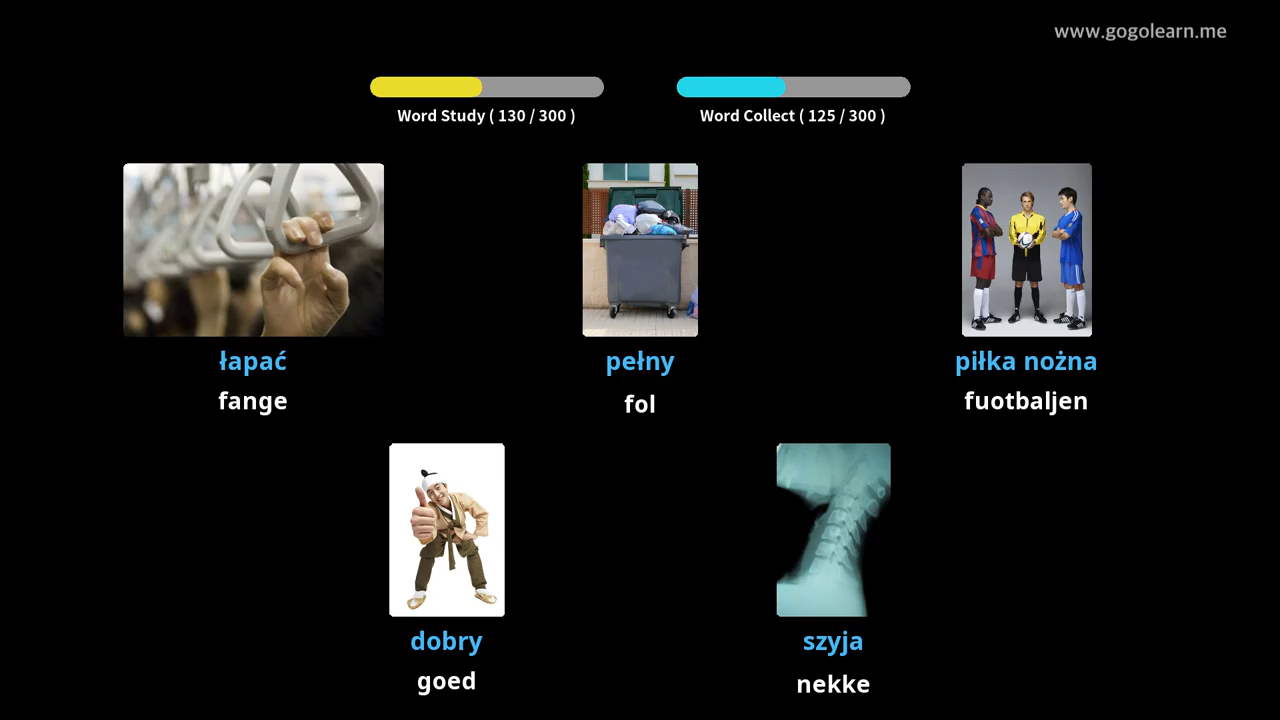 www.gogolearn.me
Word Study ( 130 / 300 )
Word Collect ( 125 / 300 )
łapać
fange
pełny
fol
piłka nożna
fuotbaljen
dobry
goed
szyja
nekke